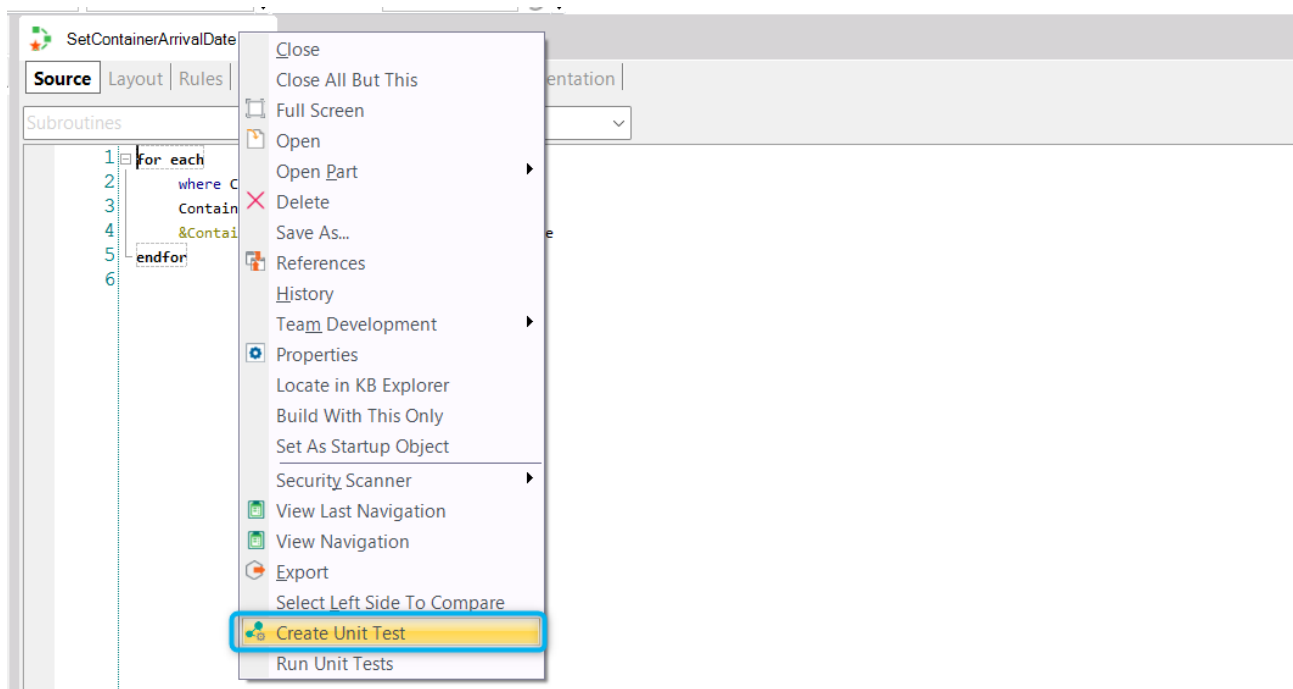 SetContainerArrivalDate
Source Layout Rules entation
Subroutines
1 for each
2 where C
3 Contain
4 &Contai e
5 endfor
6
Close
Close All But This
Full Screen
Open
Open Part
Delete
Save As...
References
History
Team Development
Properties
Locate in KB Explorer
Build With This Only
Set As Startup Object
Security Scanner
View Last Navigation
View Navigation
Export
Select Left Side To Compare
Create Unit Test
Run Unit Tests